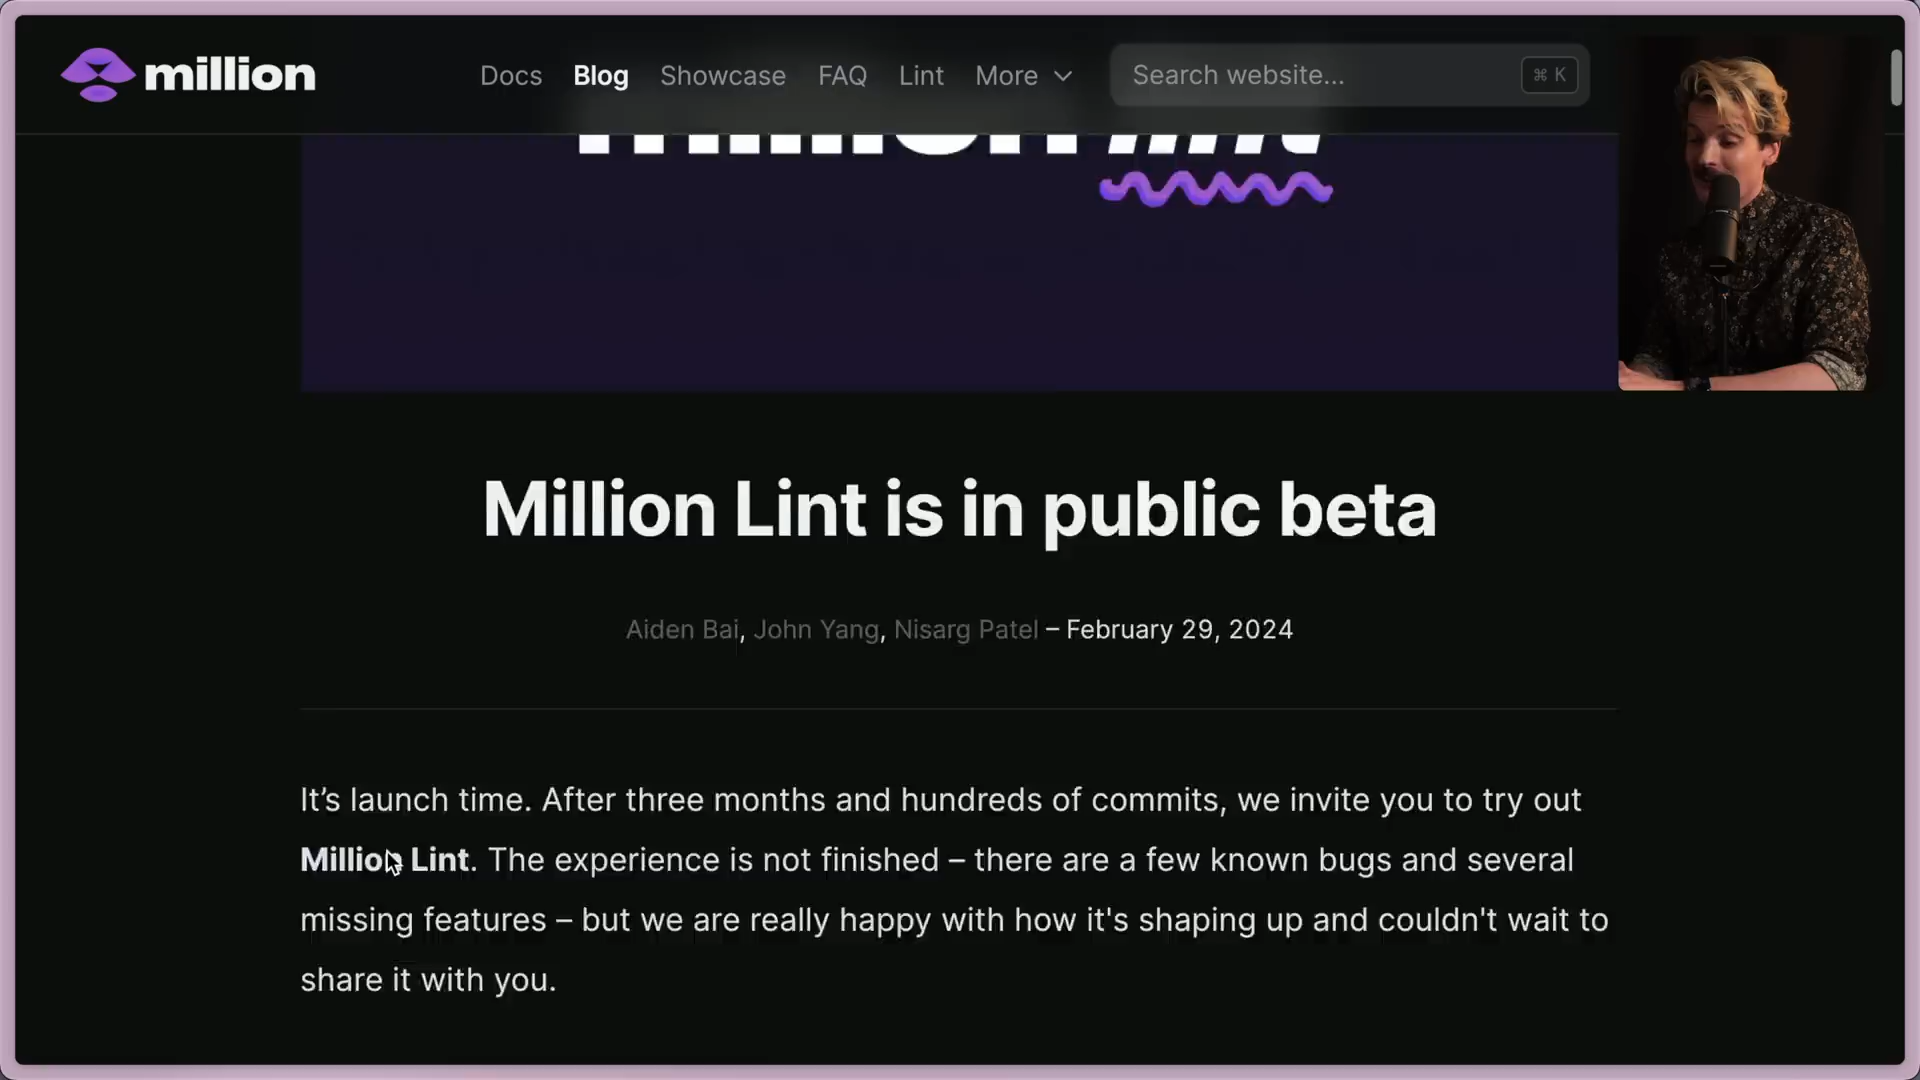 million
Docs
Blog
Showcase
FAQ
Lint
More
Search website...
⌘ K
million lint
Million Lint is in public beta
Aiden Bai, John Yang, Nisarg Patel – February 29, 2024
It’s launch time. After three months and hundreds of commits, we invite you to try out
Million Lint. The experience is not finished – there are a few known bugs and several
missing features – but we are really happy with how it's shaping up and couldn't wait to
share it with you.